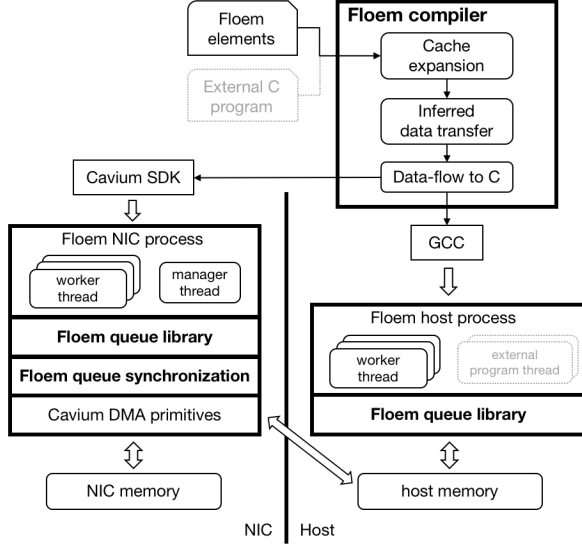 Floem
elements
Floem compiler
Cache
expansion
External C
program
Inferred
data transfer
Cavium SDK
Data-flow to C
Floem NIC process
GCC
worker
thread
manager
thread
Floem host process
Floem queue library
worker
thread
external
program thread
Floem queue synchronization
Cavium DMA primitives
Floem queue library
NIC memory
host memory
NIC
Host